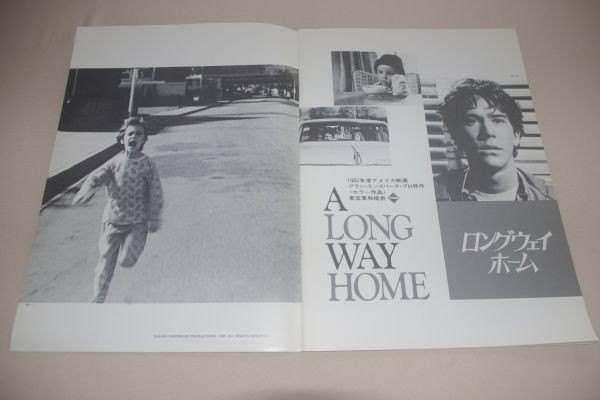 1982年度アメリカ映画
アラン・ランズバーグ・プロ特作
〈カラー作品〉
東宝東和提供
A
LONG
WAY
HOME
ロングウェイ
ホーム